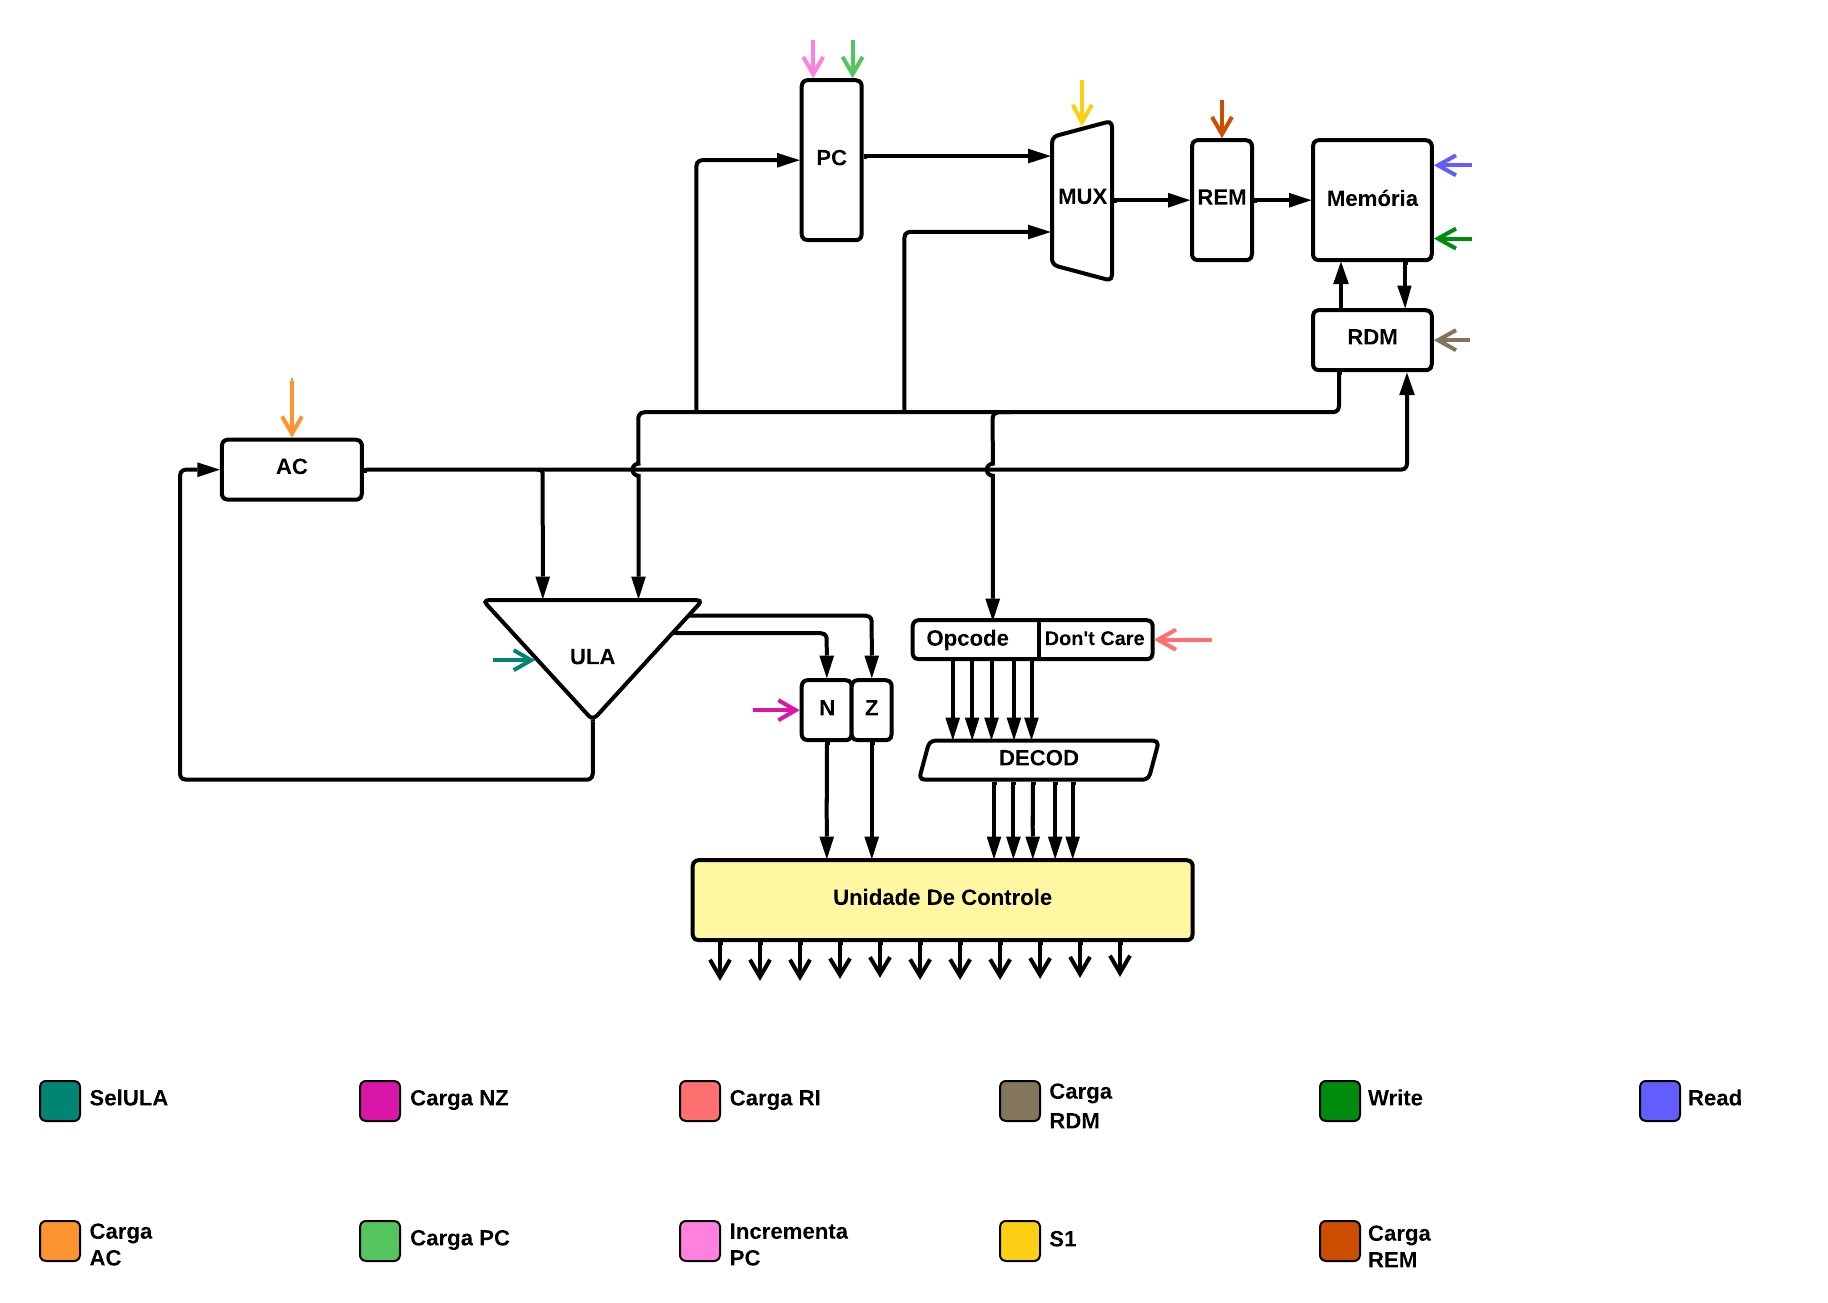 PC
MUX
REM
Memória
RDM
AC
ULA
Opcode
Don't Care
N
Z
DECOD
Unidade De Controle
SelULA
Carga NZ
Carga RI
Carga
RDM
Write
Read
Carga
AC
Carga PC
Incrementa
PC
S1
Carga
REM